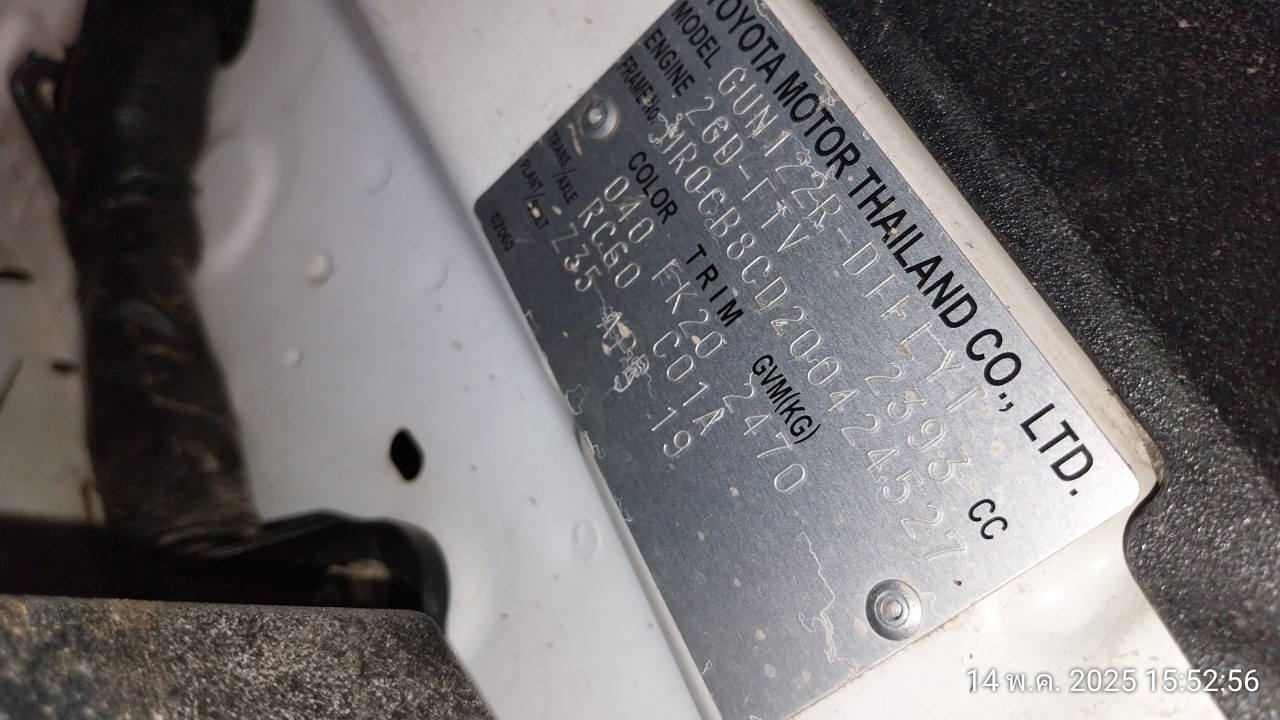 TOYOTA MOTOR THAILAND CO., LTD.
MODEL GUN122R-DTFLYT
ENGINE 2GD-FTV 2393 CC
FRAME No. MR0CB8CD200424527
COLOR TRIM GVM(KG)
040 FK20 2470
TRANS/AXLE RC60 C01A
PLANT/ Z35 19
02060
14 พ.ค. 2025 15:52:56